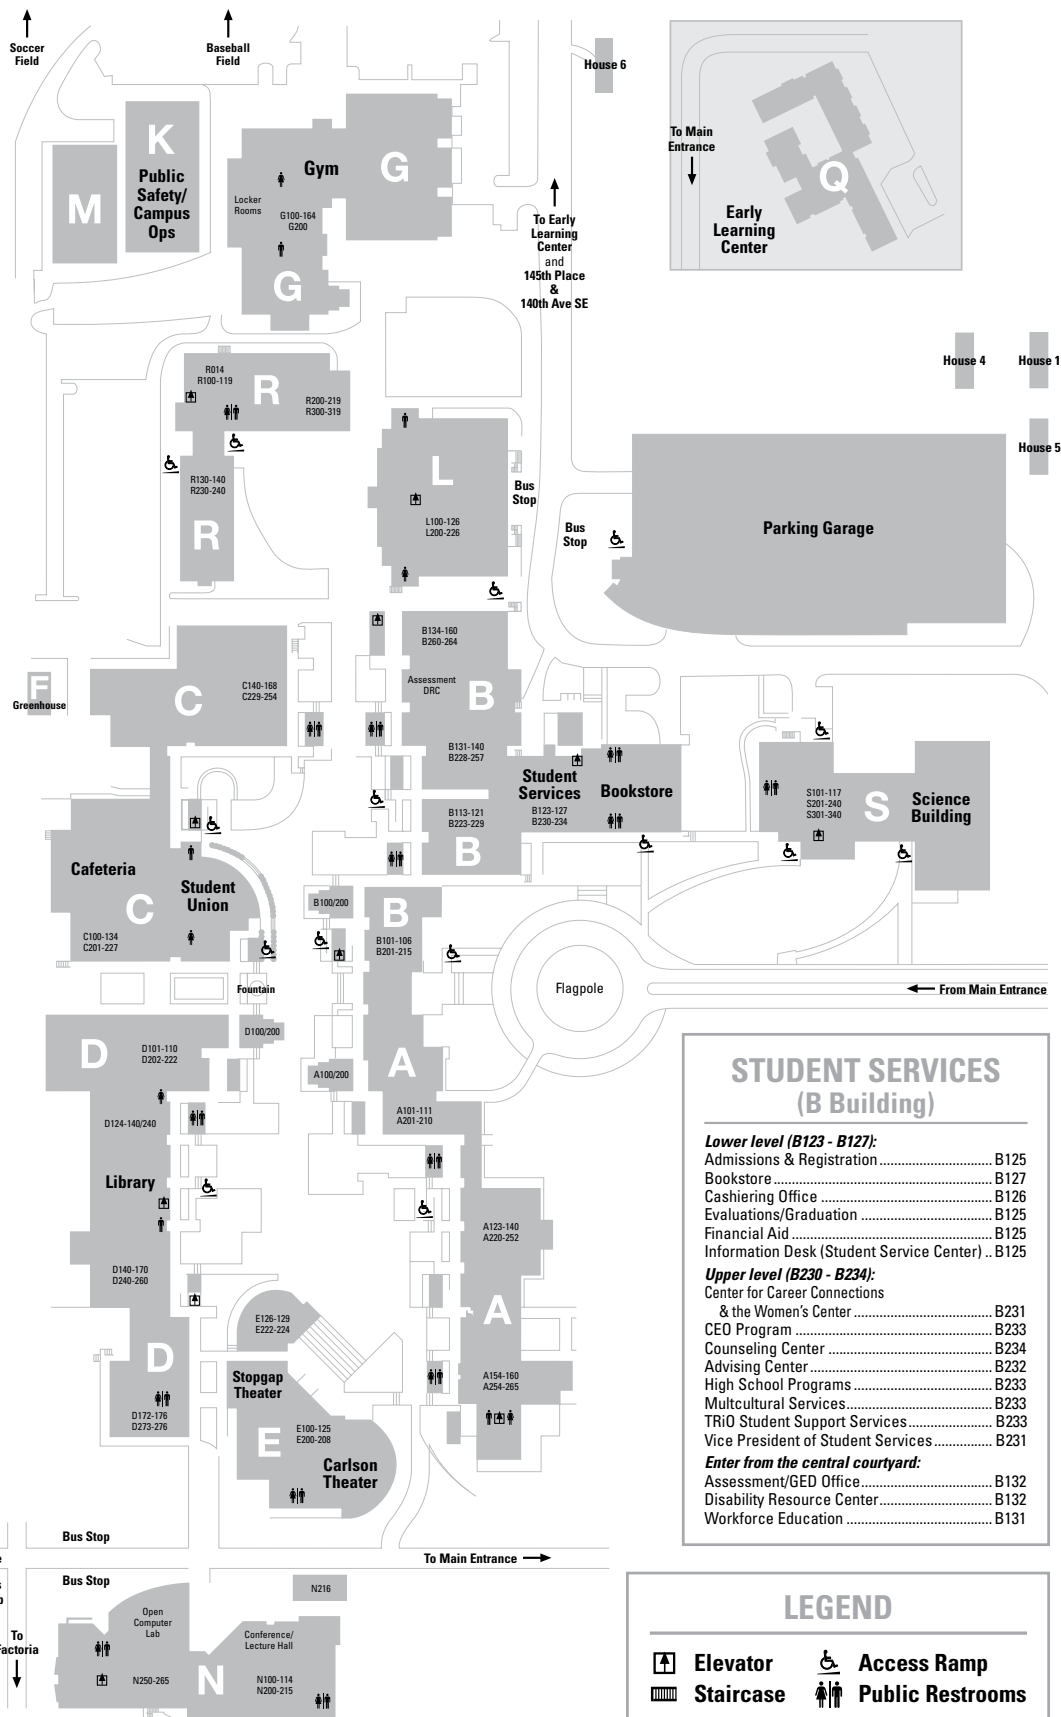 Soccer
Field
Baseball
Field
House 6
K
Public
Safety/
Campus
Ops
M
Gym
G
Locker
Rooms
G100-164
G200
G
To Main
Entrance
Q
Early
Learning
Center
To Early
Learning
Center
and
145th Place
&
140th Ave SE
House 4
House 1
House 5
R014
R100-119
R
R200-219
R300-319
R130-140
R230-240
R
L
L100-126
L200-226
Bus
Stop
Bus
Stop
Parking Garage
F
Greenhouse
C
C140-168
C229-254
B134-160
B260-264
Assessment
DRC
B
B131-140
B228-257
Student
Services
Bookstore
B123-127
B230-234
B113-121
B223-229
B
S101-117
S201-240
S301-340
S
Science
Building
Cafeteria
Student
Union
C
C100-134
C201-227
B100/200
B
B101-106
B201-215
Fountain
Flagpole
From Main Entrance
D
D101-110
D202-222
D100/200
A100/200
A
A101-111
A201-210
D124-140/240
Library
D140-170
D240-260
A123-140
A220-252
A
E126-129
E222-224
D
D172-176
D273-276
Stopgap
Theater
E
E100-125
E200-208
Carlson
Theater
A154-160
A254-265
STUDENT SERVICES
(B Building)
Lower level (B123 - B127):
Admissions & Registration ................................ B125
Bookstore ................................ B127
Cashiering Office ................................ B126
Evaluations/Graduation ................................ B125
Financial Aid ................................ B125
Information Desk (Student Service Center) .. B125
Upper level (B230 - B234):
Center for Career Connections
& the Women's Center ................................ B231
CEO Program ................................ B233
Counseling Center ................................ B234
Advising Center ................................ B232
High School Programs ................................ B233
Multcultural Services ................................ B233
TRiO Student Support Services ................ B233
Vice President of Student Services ................ B231
Enter from the central courtyard:
Assessment/GED Office ................................ B132
Disability Resource Center ................................ B132
Workforce Education ................................ B131
Bus Stop
To Main Entrance
Bus Stop
To
Factoria
Open
Computer
Lab
N250-265
N
Conference/
Lecture Hall
N100-114
N200-215
N216
LEGEND
Elevator
Access Ramp
Staircase
Public Restrooms